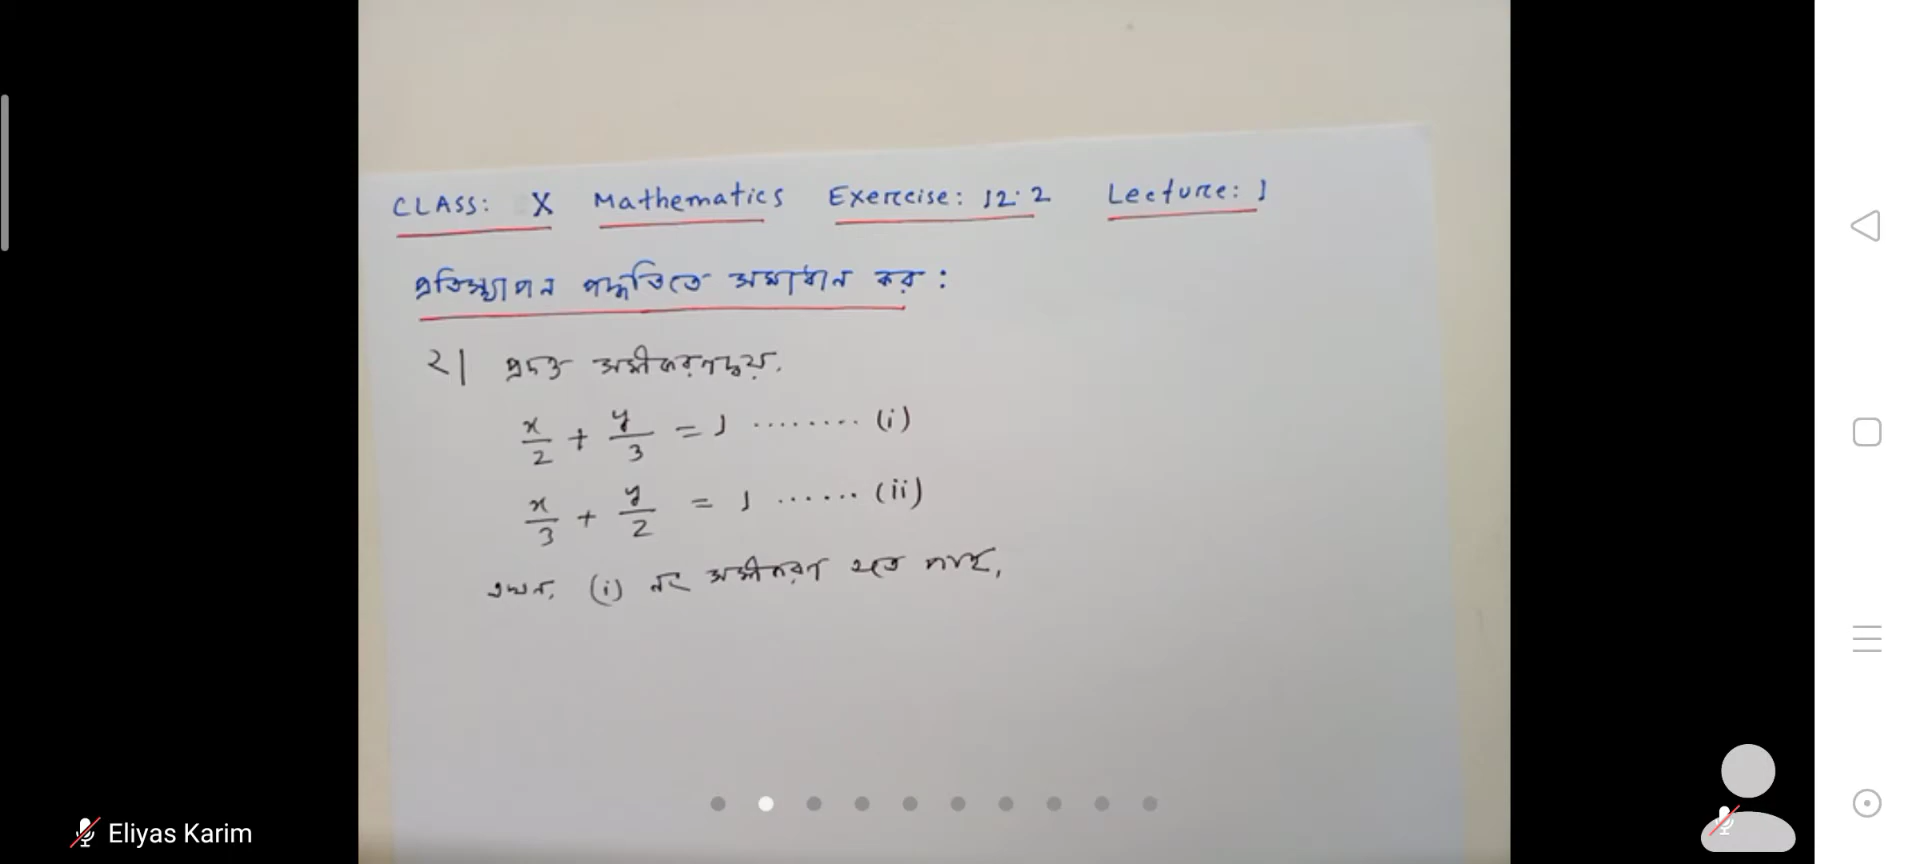 CLASS: X Mathematics Exercise: 12.2 Lecture: 1
প্রতিস্থাপন পদ্ধতিতে সমাধান কর:
২। প্রদত্ত সমীকরণদ্বয়,
x/2 + y/3 = 1 ........ (i)
x/3 + y/2 = 1 ...... (ii)
এখন, (i) নং সমীকরণ হতে পাই,
Eliyas Karim